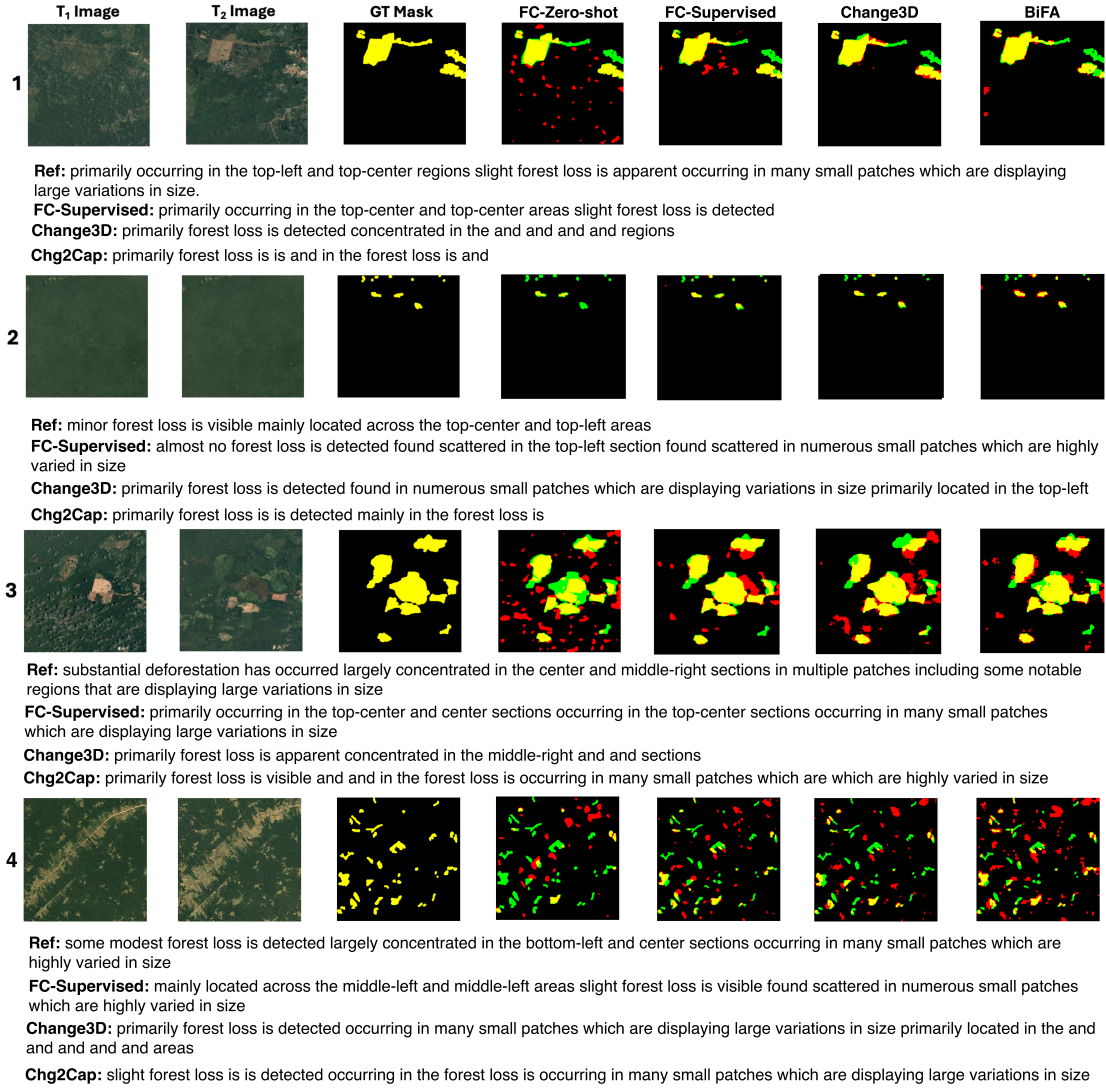 T₁ Image T₂ Image GT Mask FC-Zero-shot FC-Supervised Change3D BiFA
1
Ref: primarily occurring in the top-left and top-center regions slight forest loss is apparent occurring in many small patches which are displaying
large variations in size.
FC-Supervised: primarily occurring in the top-center and top-center areas slight forest loss is detected
Change3D: primarily forest loss is detected concentrated in the and and and and regions
Chg2Cap: primarily forest loss is is and in the forest loss is and
2
Ref: minor forest loss is visible mainly located across the top-center and top-left areas
FC-Supervised: almost no forest loss is detected found scattered in the top-left section found scattered in numerous small patches which are highly
varied in size
Change3D: primarily forest loss is detected found in numerous small patches which are displaying variations in size primarily located in the top-left
Chg2Cap: primarily forest loss is is detected mainly in the forest loss is
3
Ref: substantial deforestation has occurred largely concentrated in the center and middle-right sections in multiple patches including some notable
regions that are displaying large variations in size
FC-Supervised: primarily occurring in the top-center and center sections occurring in the top-center sections occurring in many small patches
which are displaying large variations in size
Change3D: primarily forest loss is apparent concentrated in the middle-right and and sections
Chg2Cap: primarily forest loss is visible and and in the forest loss is occurring in many small patches which are which are highly varied in size
4
Ref: some modest forest loss is detected largely concentrated in the bottom-left and center sections occurring in many small patches which are
highly varied in size
FC-Supervised: mainly located across the middle-left and middle-left areas slight forest loss is visible found scattered in numerous small patches
which are highly varied in size
Change3D: primarily forest loss is detected occurring in many small patches which are displaying large variations in size primarily located in the and
and and and and areas
Chg2Cap: slight forest loss is is detected occurring in the forest loss is occurring in many small patches which are displaying large variations in size